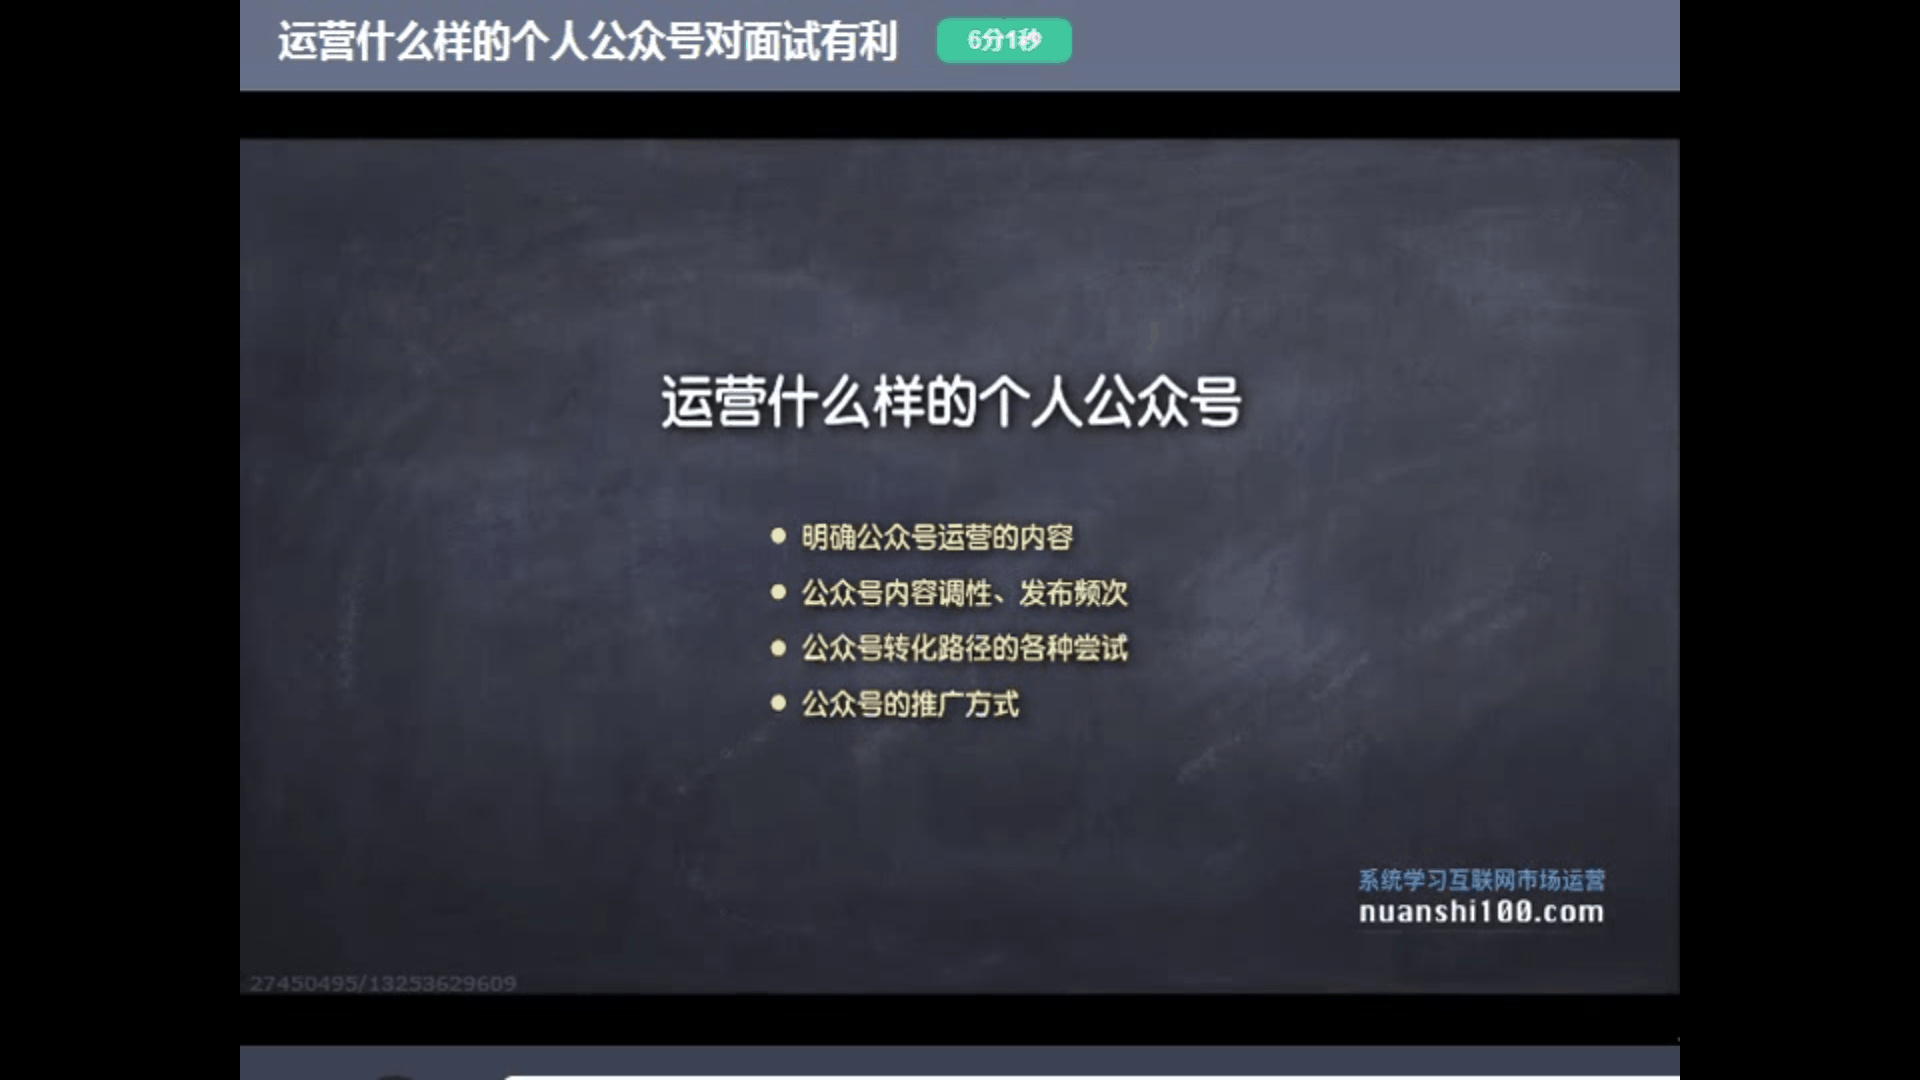 运营什么样的个人公众号对面试有利 6分1秒
运营什么样的个人公众号
明确公众号运营的内容
公众号内容调性、发布频次
公众号转化路径的各种尝试
公众号的推广方式
系统学习互联网市场运营
nuanshi100.com
27450495/13253629609